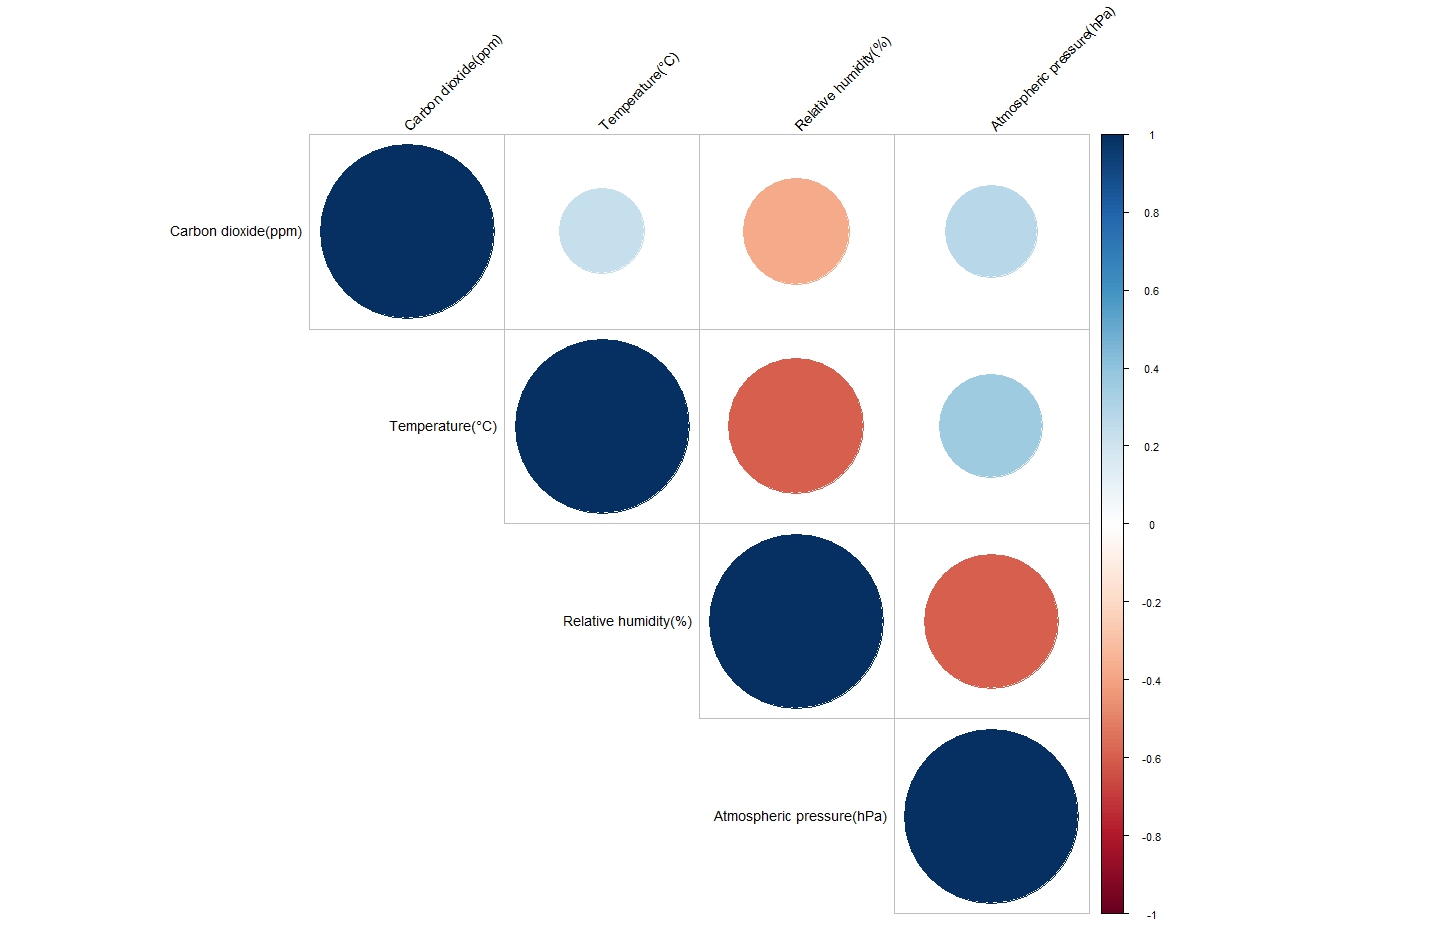 Carbon dioxide(ppm)
Temperature(°C)
Relative humidity(%)
Atmospheric pressure(hPa)
Carbon dioxide(ppm)
Temperature(°C)
Relative humidity(%)
Atmospheric pressure(hPa)
1
0.8
0.6
0.4
0.2
0
-0.2
-0.4
-0.6
-0.8
-1